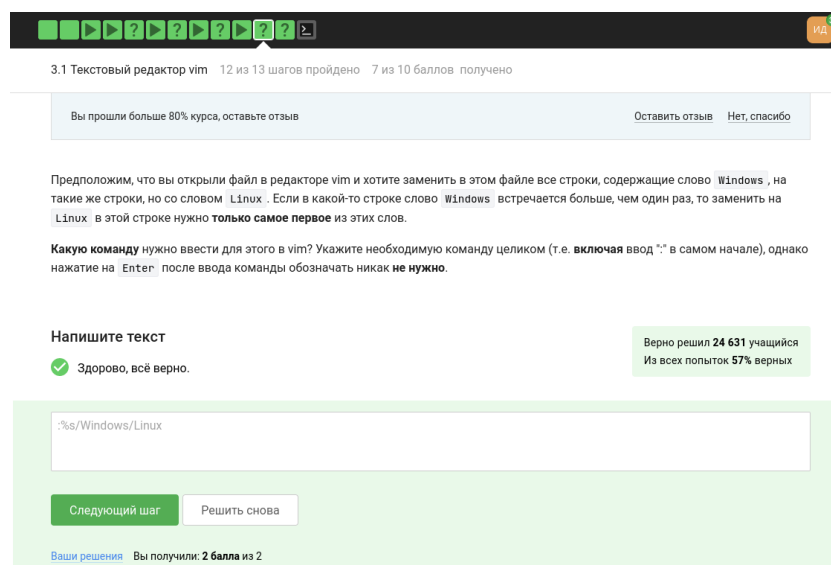 ИД
3.1 Текстовый редактор vim 12 из 13 шагов пройдено 7 из 10 баллов получено
Вы прошли больше 80% курса, оставьте отзыв Оставить отзыв Нет, спасибо
Предположим, что вы открыли файл в редакторе vim и хотите заменить в этом файле все строки, содержащие слово Windows , на
такие же строки, но со словом Linux . Если в какой-то строке слово Windows встречается больше, чем один раз, то заменить на
Linux в этой строке нужно только самое первое из этих слов.
Какую команду нужно ввести для этого в vim? Укажите необходимую команду целиком (т.е. включая ввод ":" в самом начале), однако
нажатие на Enter после ввода команды обозначать никак не нужно.
Напишите текст
Здорово, всё верно.
Верно решил 24 631 учащийся
Из всех попыток 57% верных
:%s/Windows/Linux
Следующий шаг Решить снова
Ваши решения Вы получили: 2 балла из 2